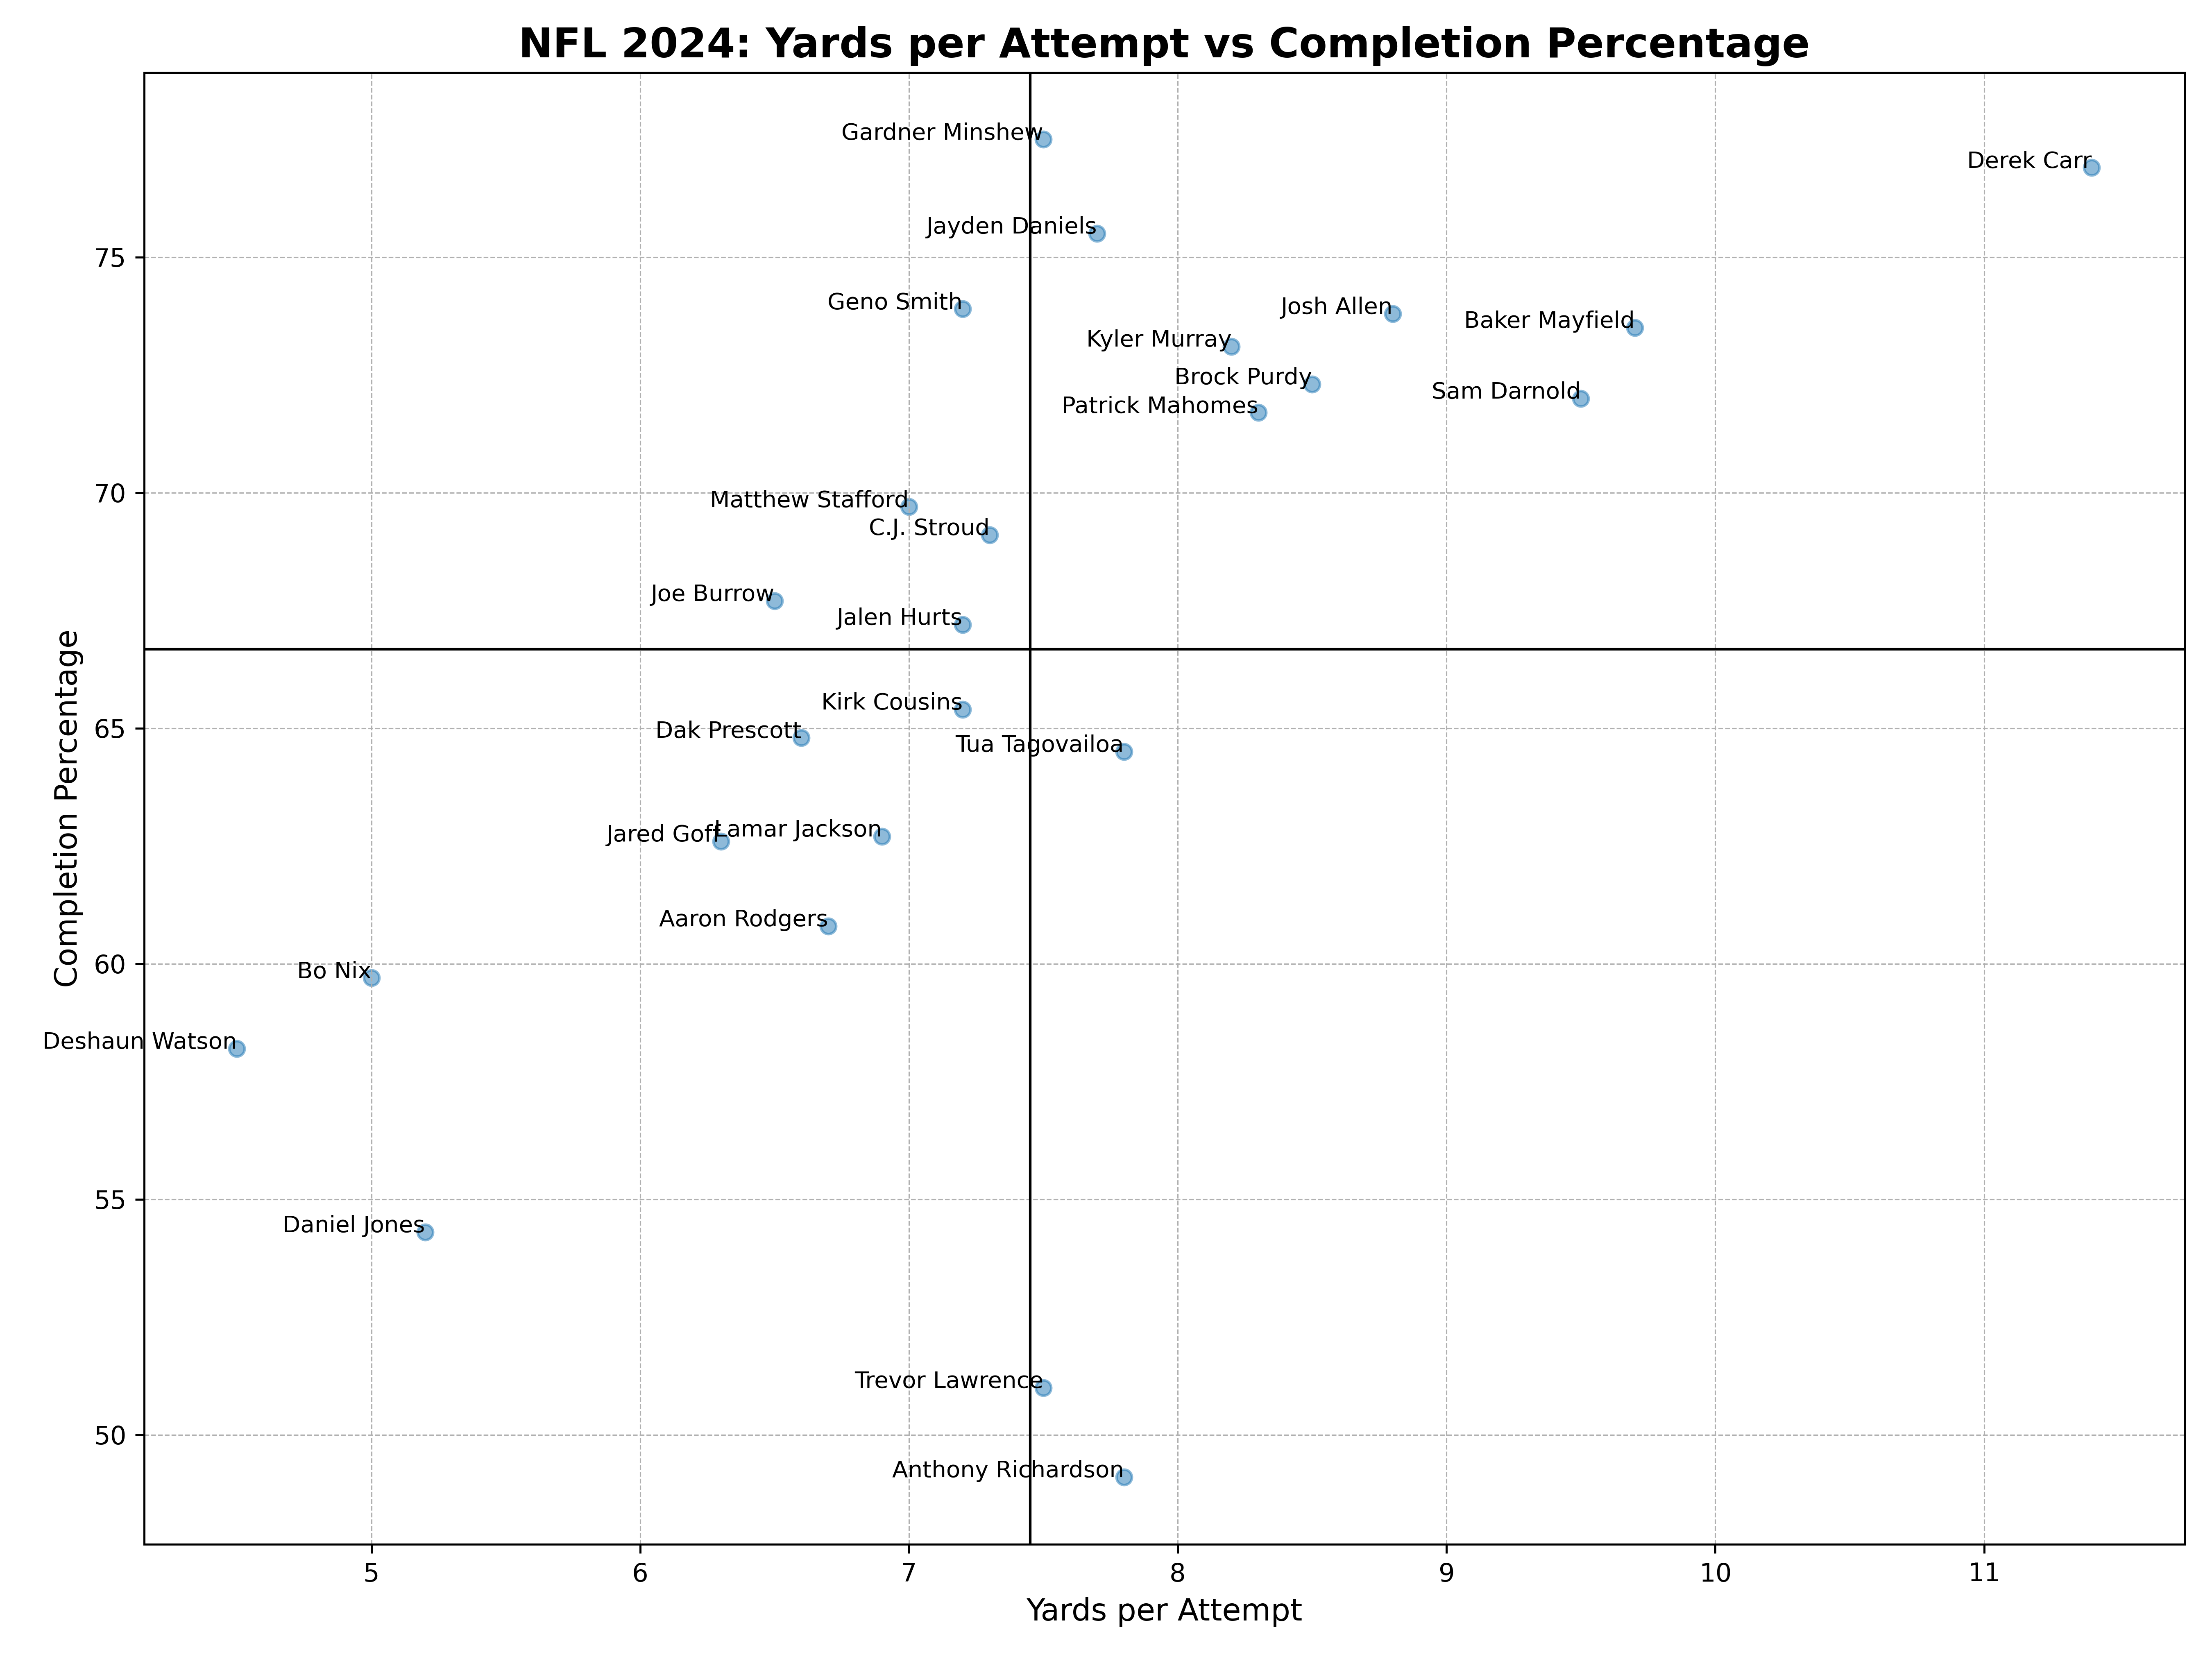 NFL 2024: Yards per Attempt vs Completion Percentage
Gardner Minshew
Derek Carr
Jayden Daniels
75
Geno Smith
Josh Allen
Baker Mayfield
Kyler Murray
Brock Purdy
Sam Darnold
Patrick Mahomes
70
Matthew Stafford
C.J. Stroud
Joe Burrow
Jalen Hurts
Completion Percentage
Kirk Cousins
65
Dak Prescott
Tua Tagovailoa
Jared Goff
Lamar Jackson
Aaron Rodgers
60
Bo Nix
Deshaun Watson
55
Daniel Jones
Trevor Lawrence
50
Anthony Richardson
5 6 7 8 9 10 11
Yards per Attempt